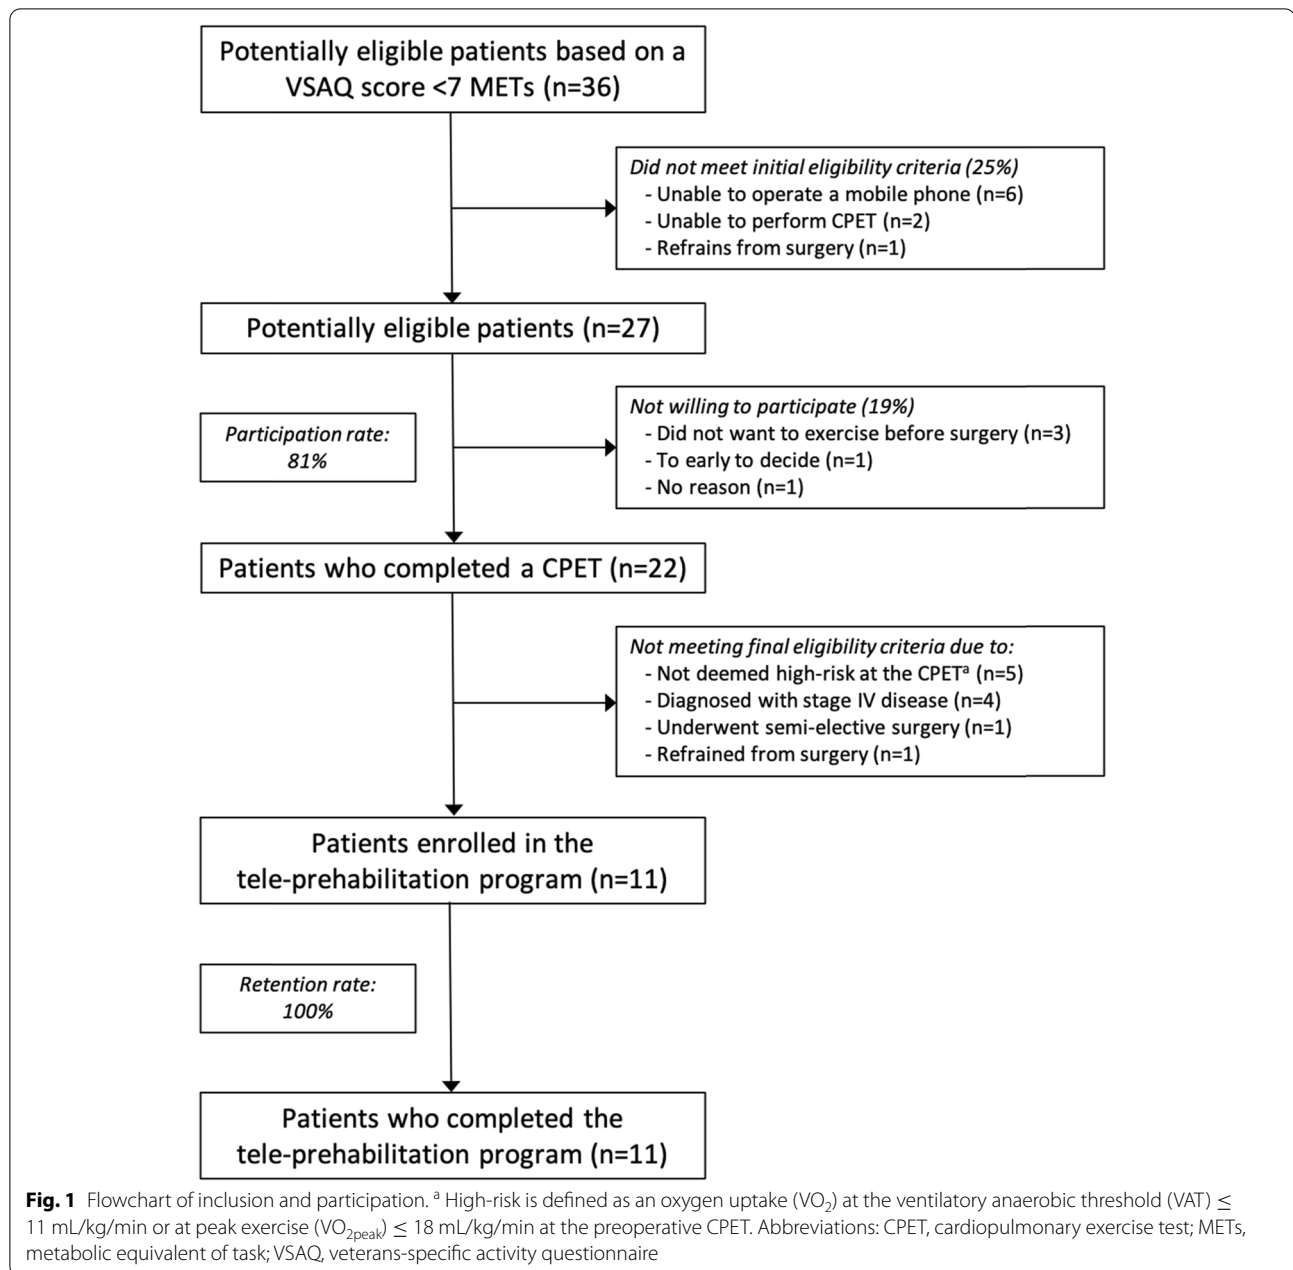 Potentially eligible patients based on a
VSAQ score <7 METs (n=36)
Did not meet initial eligibility criteria (25%)
- Unable to operate a mobile phone (n=6)
- Unable to perform CPET (n=2)
- Refrains from surgery (n=1)
Potentially eligible patients (n=27)
Participation rate:
81%
Not willing to participate (19%)
- Did not want to exercise before surgery (n=3)
- To early to decide (n=1)
- No reason (n=1)
Patients who completed a CPET (n=22)
Not meeting final eligibility criteria due to:
- Not deemed high-risk at the CPETᵃ (n=5)
- Diagnosed with stage IV disease (n=4)
- Underwent semi-elective surgery (n=1)
- Refrained from surgery (n=1)
Patients enrolled in the
tele-prehabilitation program (n=11)
Retention rate:
100%
Patients who completed the
tele-prehabilitation program (n=11)
Fig. 1 Flowchart of inclusion and participation. ᵃ High-risk is defined as an oxygen uptake (VO₂) at the ventilatory anaerobic threshold (VAT) ≤
11 mL/kg/min or at peak exercise (VO₂peak) ≤ 18 mL/kg/min at the preoperative CPET. Abbreviations: CPET, cardiopulmonary exercise test; METs,
metabolic equivalent of task; VSAQ, veterans-specific activity questionnaire